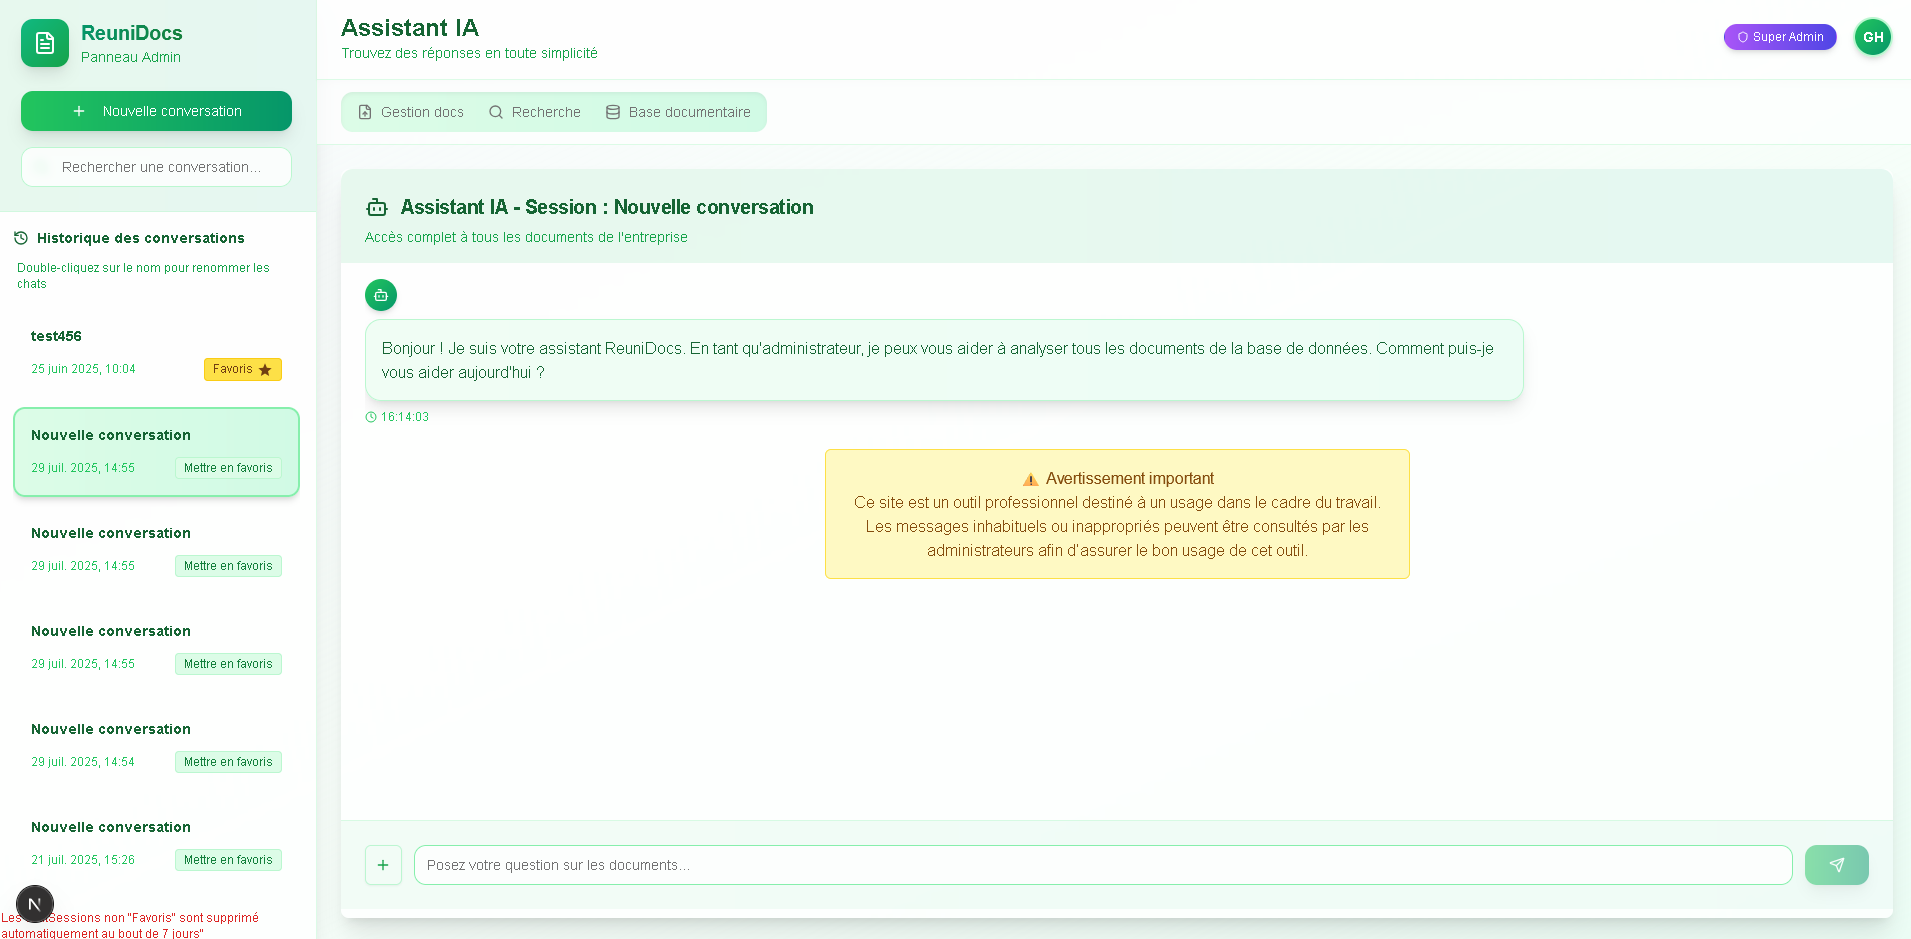 ReuniDocs
Panneau Admin
Nouvelle conversation
Rechercher une conversation...
Historique des conversations
Double-cliquez sur le nom pour renommer les
chats
test456
25 juin 2025, 10:04
Favoris
Nouvelle conversation
29 juil. 2025, 14:55
Mettre en favoris
Nouvelle conversation
29 juil. 2025, 14:55
Mettre en favoris
Nouvelle conversation
29 juil. 2025, 14:55
Mettre en favoris
Nouvelle conversation
29 juil. 2025, 14:54
Mettre en favoris
Nouvelle conversation
21 juil. 2025, 15:26
Mettre en favoris
N
Les Sessions non "Favoris" sont supprimé
automatiquement au bout de 7 jours"
Assistant IA
Trouvez des réponses en toute simplicité
Super Admin
GH
Gestion docs
Recherche
Base documentaire
Assistant IA - Session : Nouvelle conversation
Accès complet à tous les documents de l'entreprise
Bonjour ! Je suis votre assistant ReuniDocs. En tant qu'administrateur, je peux vous aider à analyser tous les documents de la base de données. Comment puis-je
vous aider aujourd'hui ?
16:14:03
Avertissement important
Ce site est un outil professionnel destiné à un usage dans le cadre du travail.
Les messages inhabituels ou inappropriés peuvent être consultés par les
administrateurs afin d'assurer le bon usage de cet outil.
Posez votre question sur les documents...